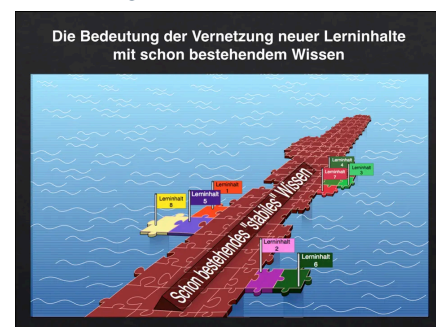 Die Bedeutung der Vernetzung neuer Lerninhalte
mit schon bestehendem Wissen
Lerninhalt
8
Lerninhalt
5
Lerninhalt
1
Schon bestehendes "stabiles" Wissen
Lerninhalt
4
Lerninhalt
7
Lerninhalt
3
Lerninhalt
2
Lerninhalt
6